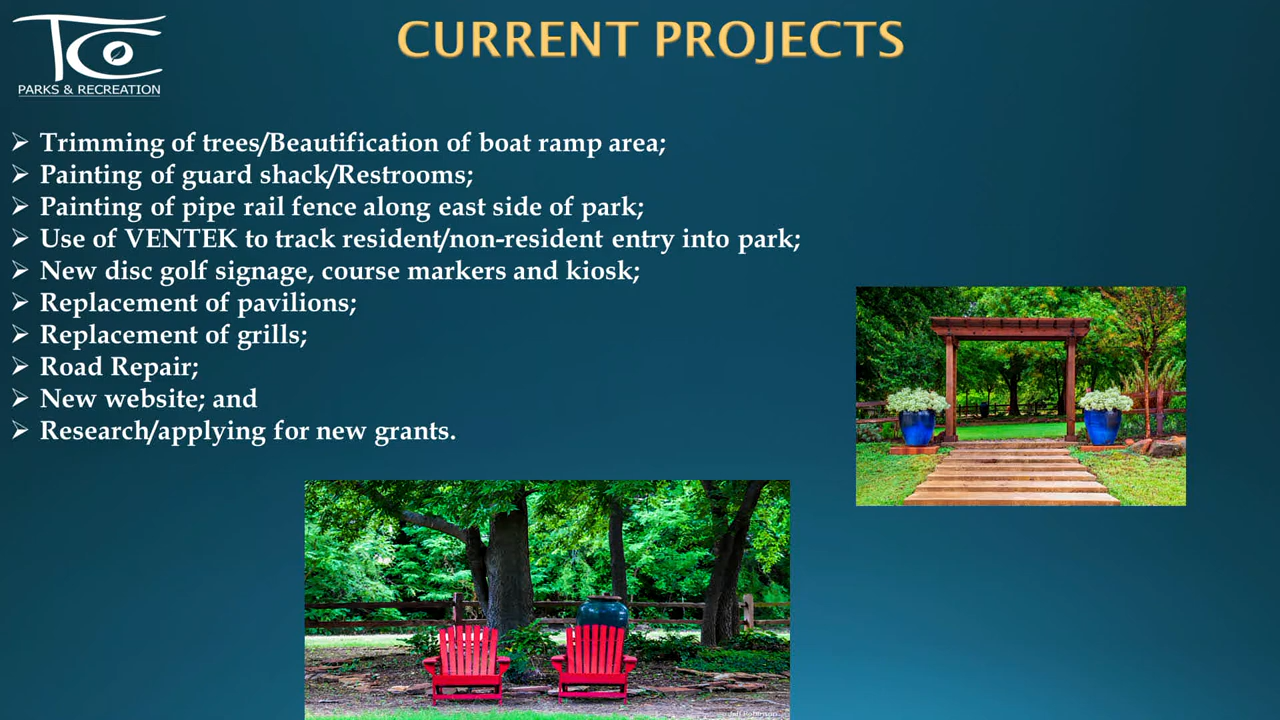 TCO
PARKS & RECREATION
CURRENT PROJECTS
Trimming of trees/Beautification of boat ramp area;
Painting of guard shack/Restrooms;
Painting of pipe rail fence along east side of park;
Use of VENTEK to track resident/non-resident entry into park;
New disc golf signage, course markers and kiosk;
Replacement of pavilions;
Replacement of grills;
Road Repair;
New website; and
Research/applying for new grants.
Jeff Robinson